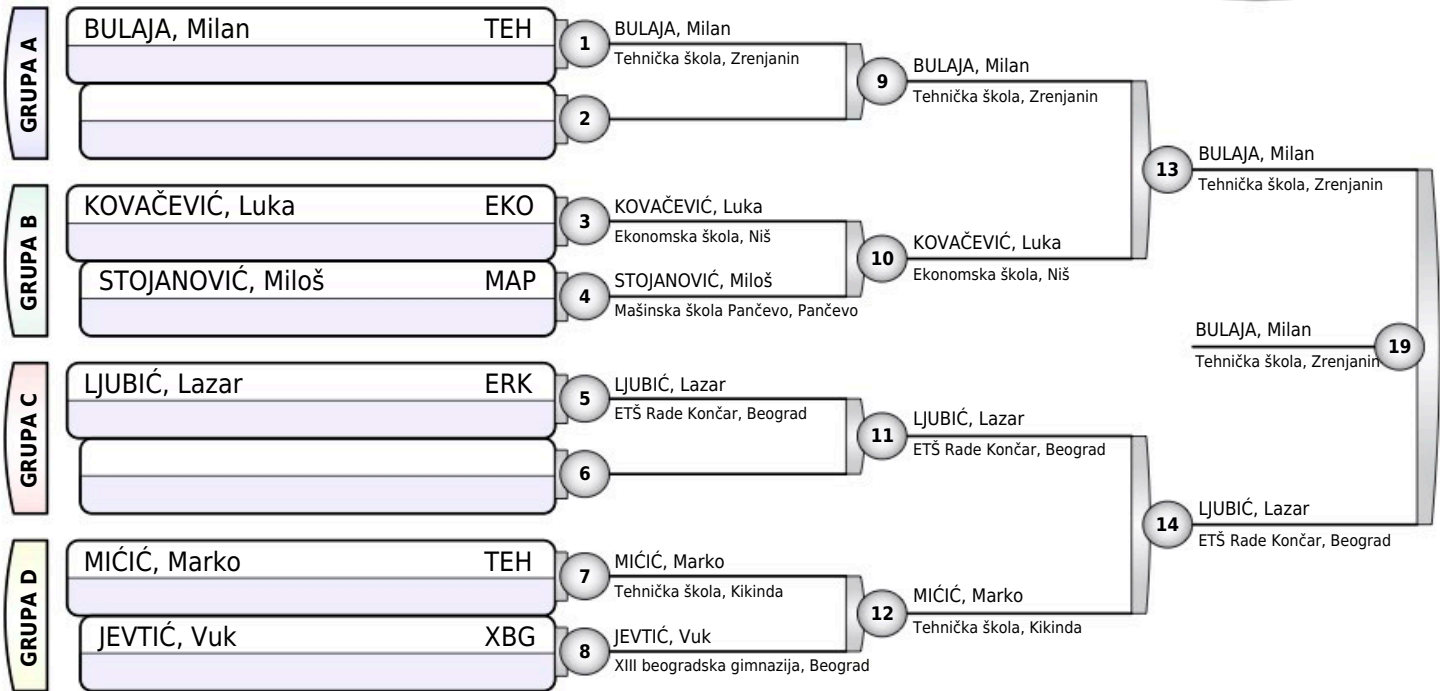 GRUPA A
BULAJA, Milan TEH
1
BULAJA, Milan
Tehnička škola, Zrenjanin
2
9
BULAJA, Milan
Tehnička škola, Zrenjanin
GRUPA B
KOVAČEVIĆ, Luka EKO
3
KOVAČEVIĆ, Luka
Ekonomska škola, Niš
STOJANOVIĆ, Miloš MAP
4
STOJANOVIĆ, Miloš
Mašinska škola Pančevo, Pančevo
10
KOVAČEVIĆ, Luka
Ekonomska škola, Niš
13
BULAJA, Milan
Tehnička škola, Zrenjanin
GRUPA C
LJUBIĆ, Lazar ERK
5
LJUBIĆ, Lazar
ETŠ Rade Končar, Beograd
6
11
LJUBIĆ, Lazar
ETŠ Rade Končar, Beograd
GRUPA D
MIĆIĆ, Marko TEH
7
MIĆIĆ, Marko
Tehnička škola, Kikinda
JEVTIĆ, Vuk XBG
8
JEVTIĆ, Vuk
XIII beogradska gimnazija, Beograd
12
MIĆIĆ, Marko
Tehnička škola, Kikinda
14
LJUBIĆ, Lazar
ETŠ Rade Končar, Beograd
BULAJA, Milan
Tehnička škola, Zrenjanin
19